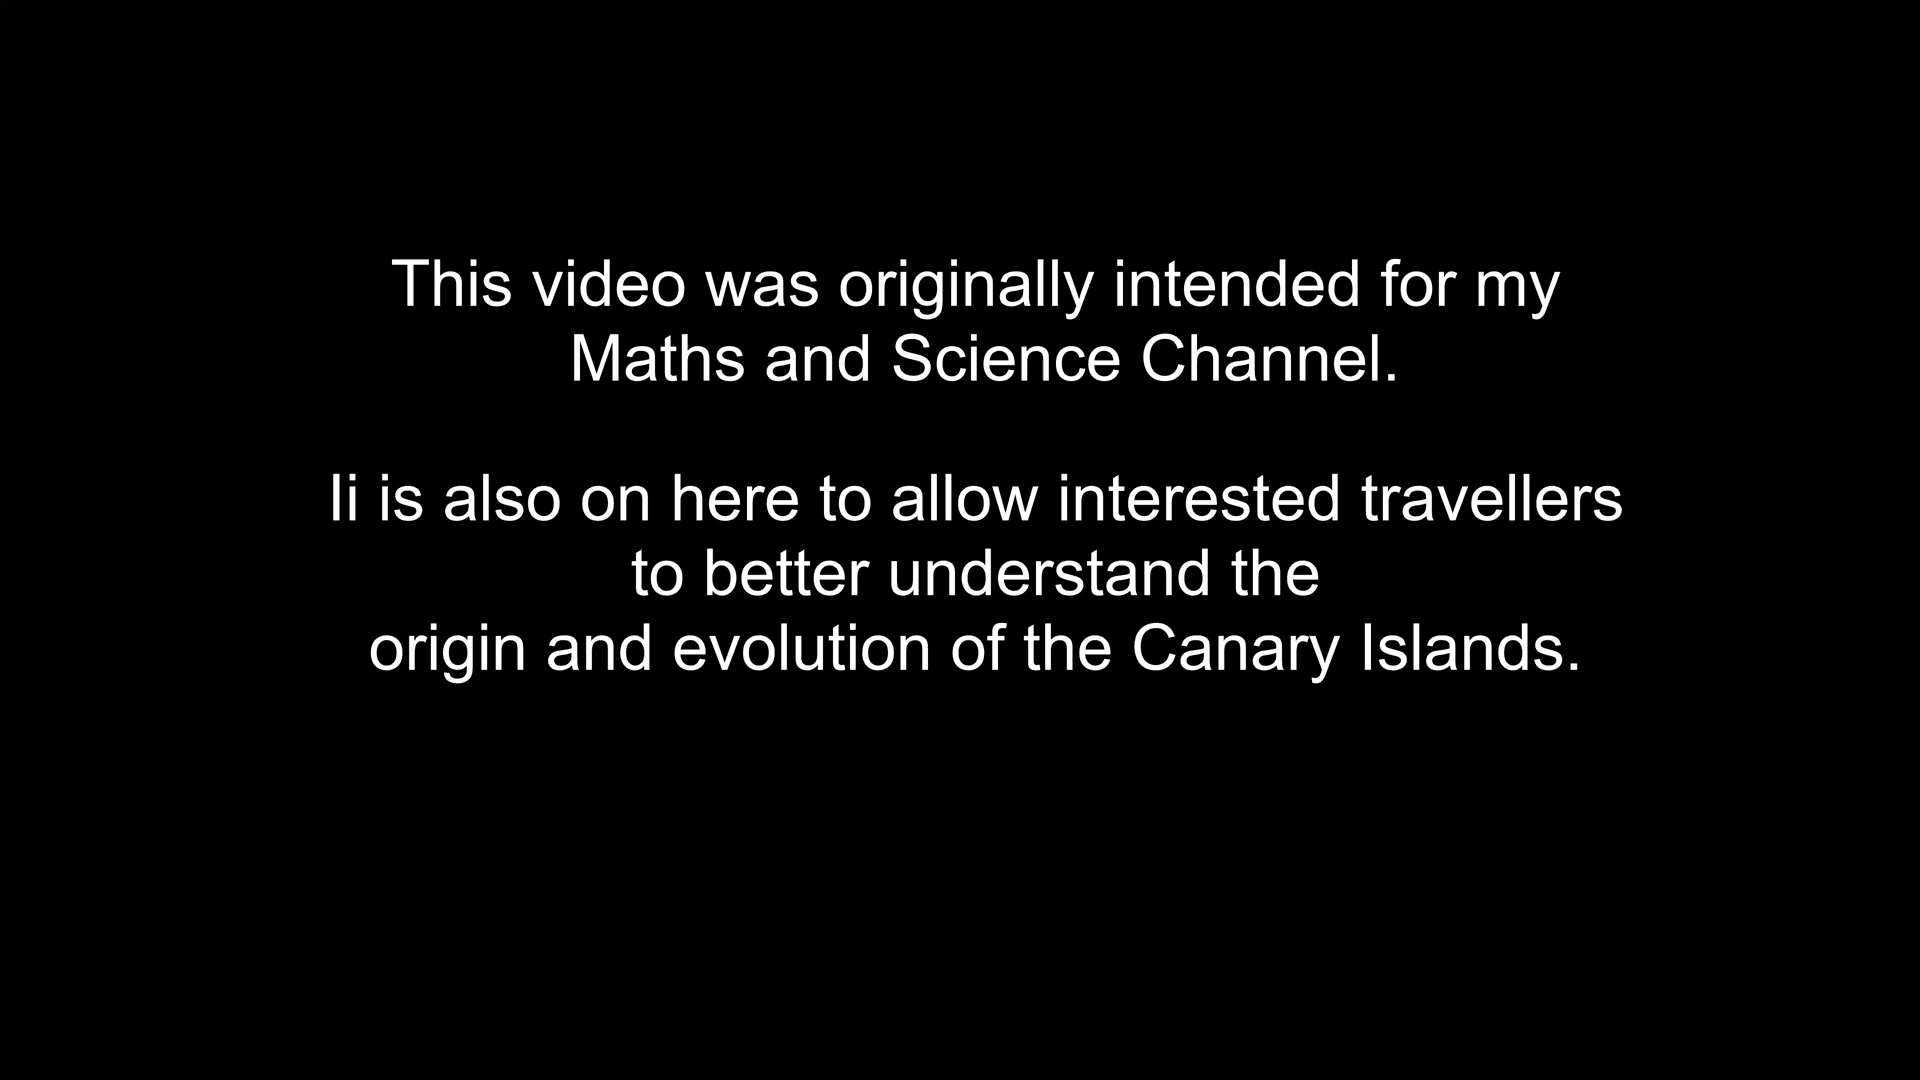 This video was originally intended for my
Maths and Science Channel.
Ii is also on here to allow interested travellers
to better understand the
origin and evolution of the Canary Islands.